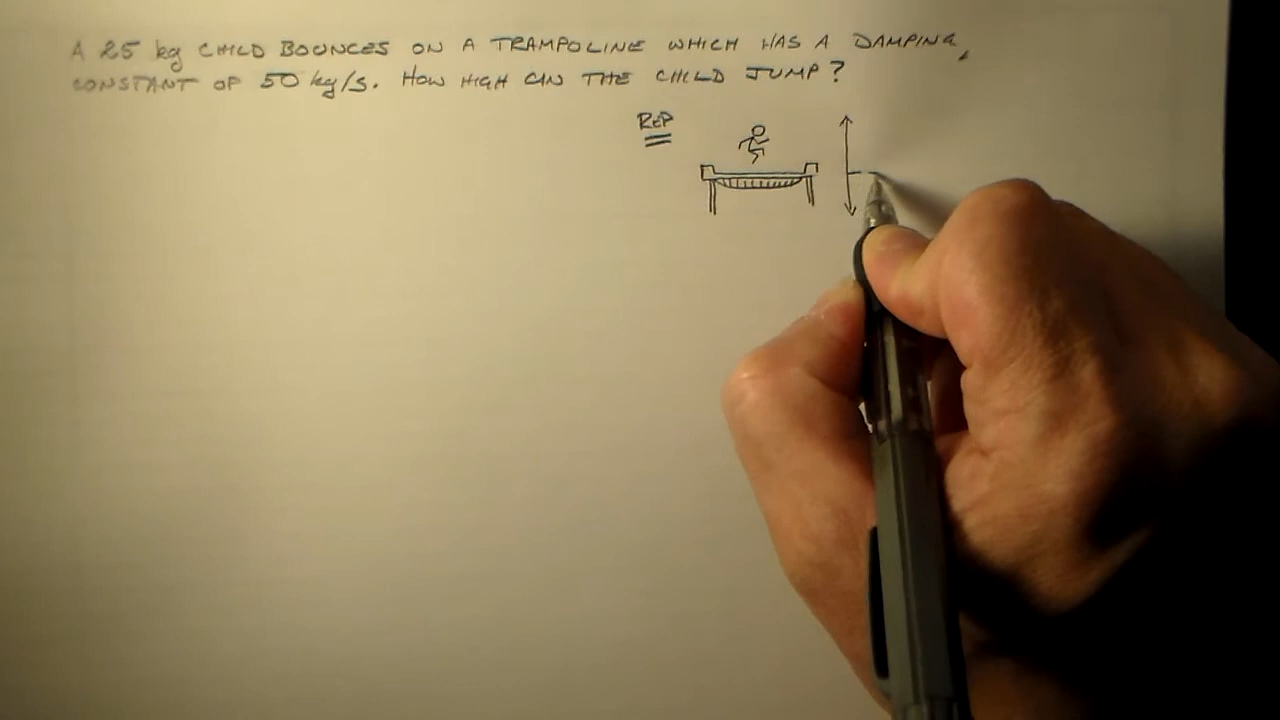 A 25 kg CHILD BOUNCES ON A TRAMPOLINE WHICH HAS A DAMPING
CONSTANT OF 50 kg/s. HOW HIGH CAN THE CHILD JUMP?
REP